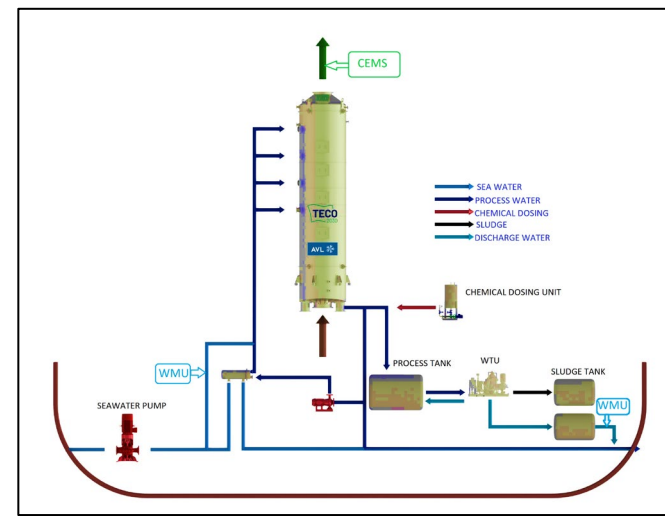 CEMS
TECO
2030
AVL
SEA WATER
PROCESS WATER
CHEMICAL DOSING
SLUDGE
DISCHARGE WATER
CHEMICAL DOSING UNIT
PROCESS TANK
WTU
SLUDGE TANK
WMU
WMU
SEAWATER PUMP